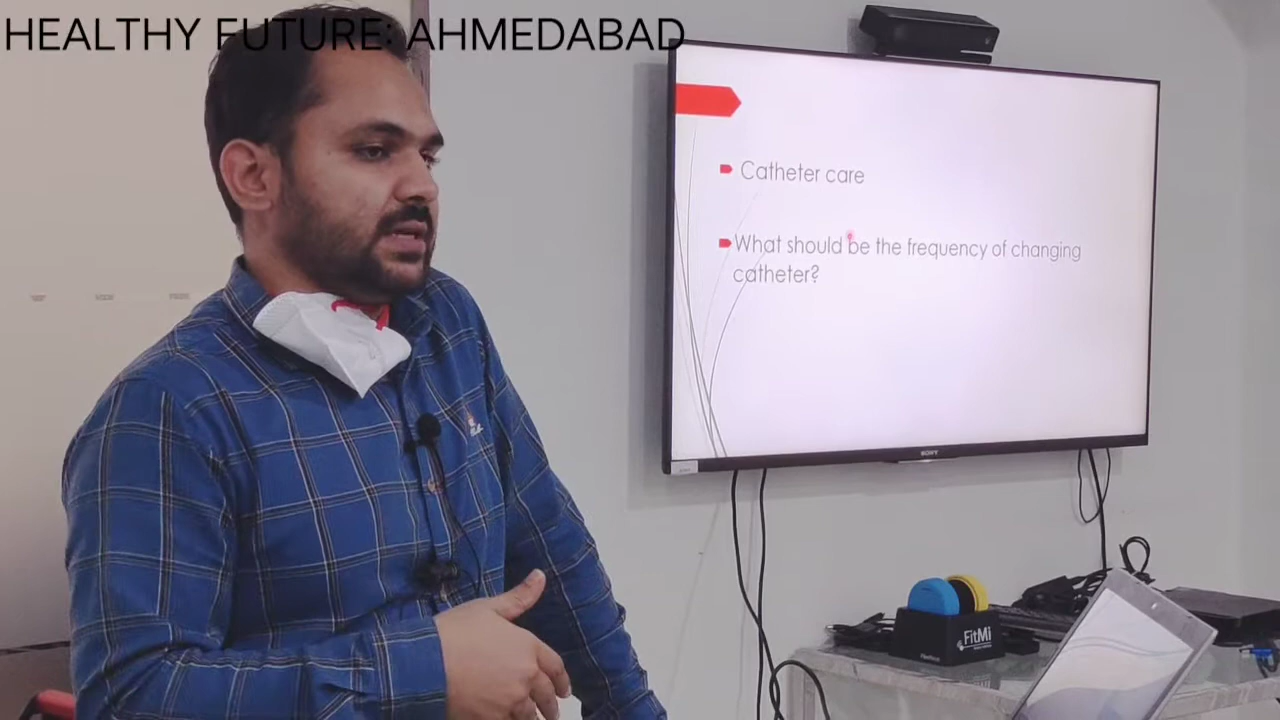 HEALTHY FUTURE: AHMEDABAD
Catheter care
What should be the frequency of changing
catheter?
SONY
FitMi